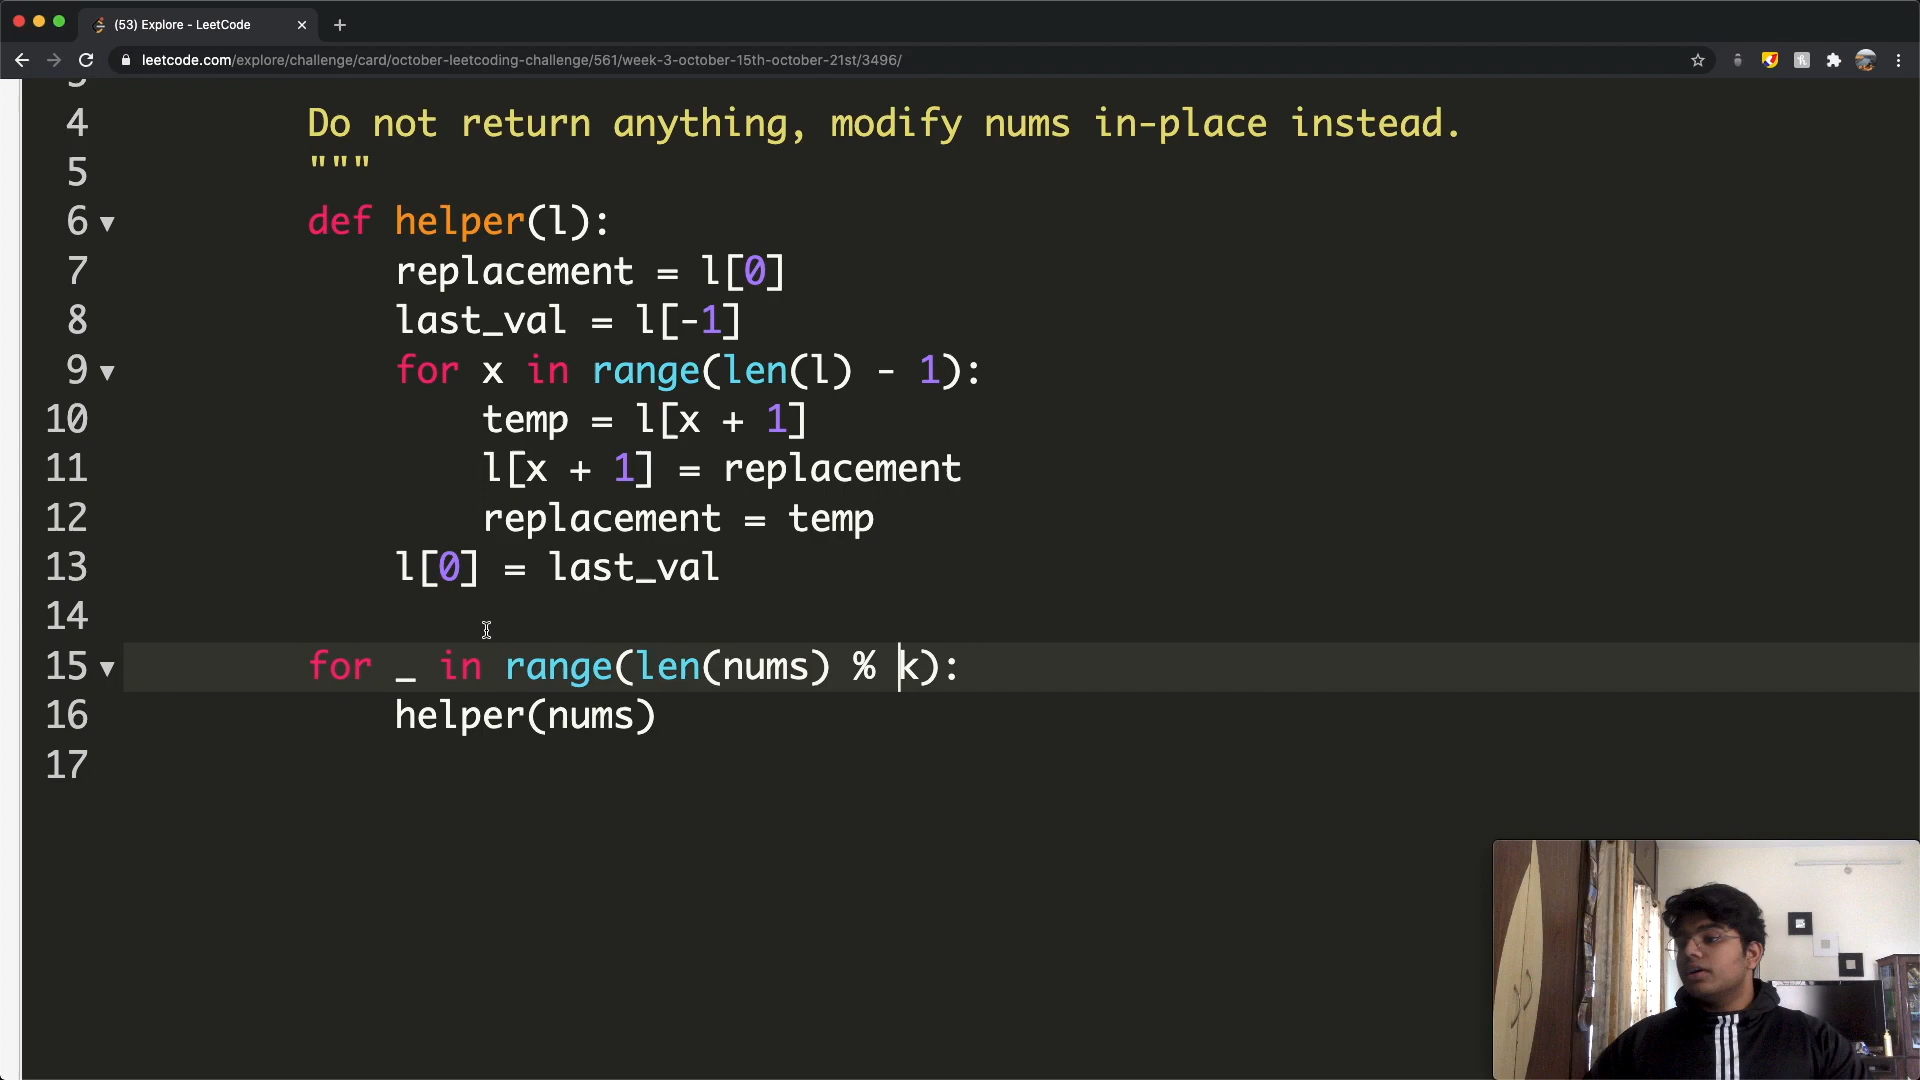 (53) Explore - LeetCode
leetcode.com/explore/challenge/card/october-leetcoding-challenge/561/week-3-october-15th-october-21st/3496/
4 Do not return anything, modify nums in-place instead.
5 """
6 def helper(l):
7 replacement = l[0]
8 last_val = l[-1]
9 for x in range(len(l) - 1):
10 temp = l[x + 1]
11 l[x + 1] = replacement
12 replacement = temp
13 l[0] = last_val
14
15 for _ in range(len(nums) % k):
16 helper(nums)
17